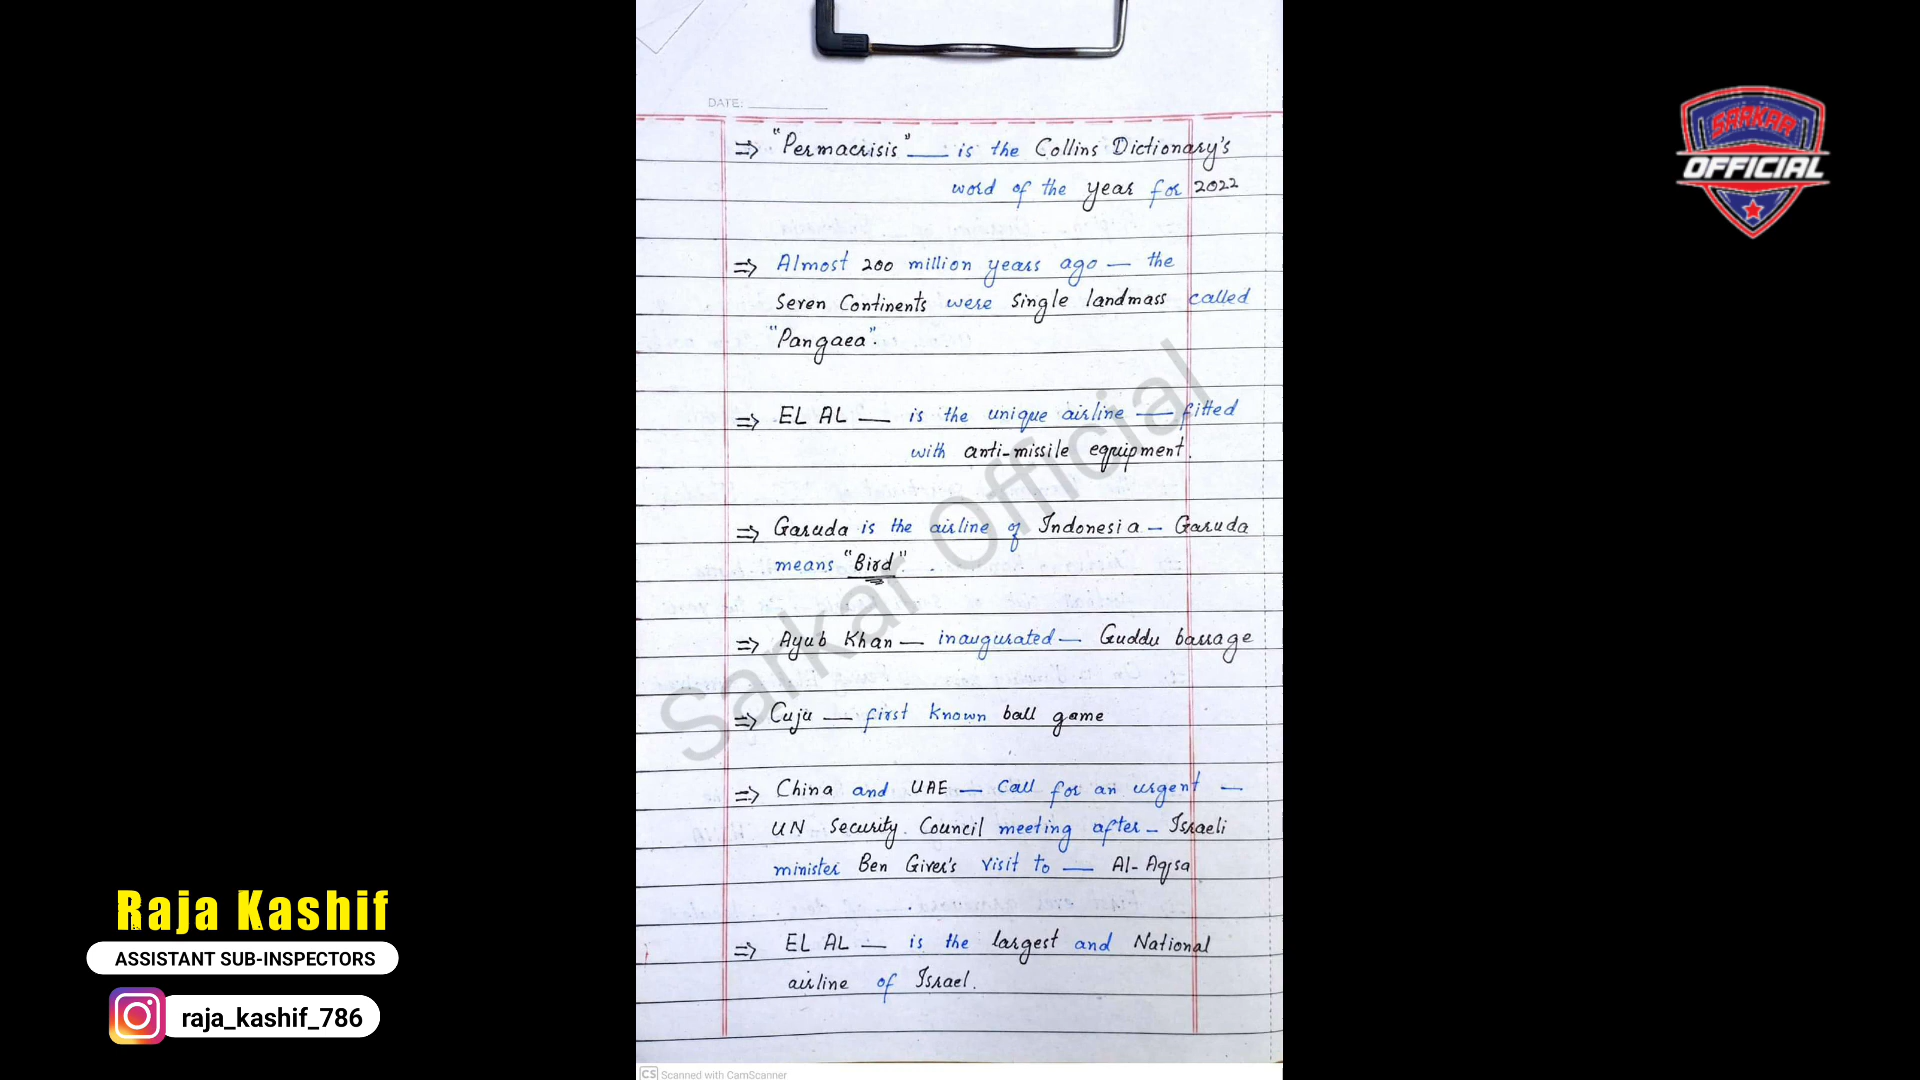 DATE:
⇒ "Permacrisis" — is the Collins Dictionary's
word of the year for 2022
⇒ Almost 200 million years ago — the
Seven Continents were single landmass called
"Pangaea".
⇒ EL AL — is the unique airline — fitted
with anti-missile equipment.
⇒ Garuda is the airline of Indonesia – Garuda
means "Bird".
⇒ Ayub Khan — inaugurated — Guddu barrage
⇒ Cuju — first known ball game
⇒ China and UAE — Call for an urgent —
UN Security Council meeting after – Israeli
minister Ben Giver's visit to — Al-Aqsa
⇒ EL AL — is the largest and National
airline of Israel.
Sarkar Official
CS Scanned with CamScanner
SARKAR
OFFICIAL
Raja Kashif
ASSISTANT SUB-INSPECTORS
raja_kashif_786